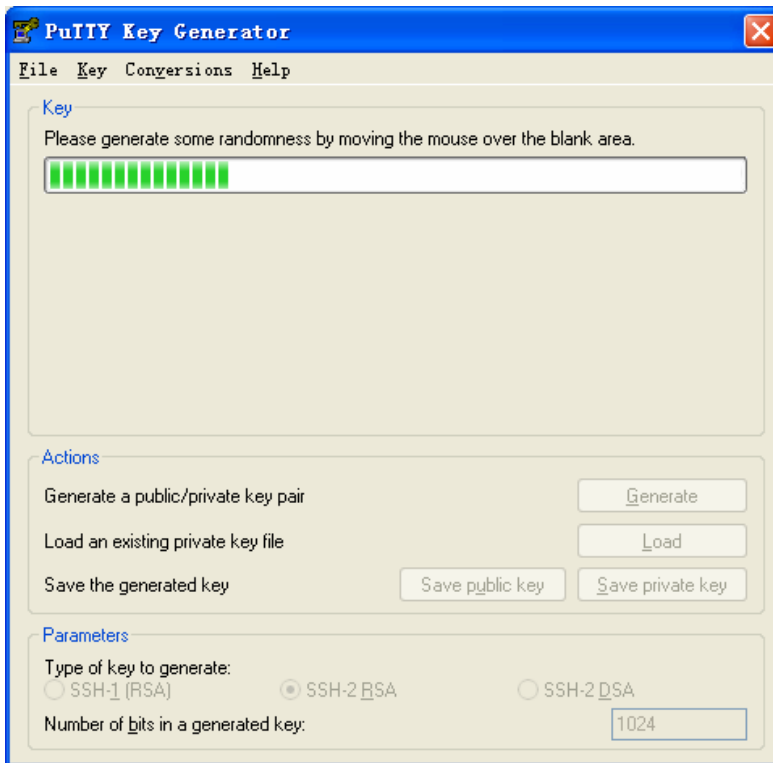 PuTTY Key Generator
File Key Conversions Help
Key
Please generate some randomness by moving the mouse over the blank area.
Actions
Generate a public/private key pair
Generate
Load an existing private key file
Load
Save the generated key
Save public key
Save private key
Parameters
Type of key to generate:
SSH-1 (RSA)
SSH-2 RSA
SSH-2 DSA
Number of bits in a generated key:
1024